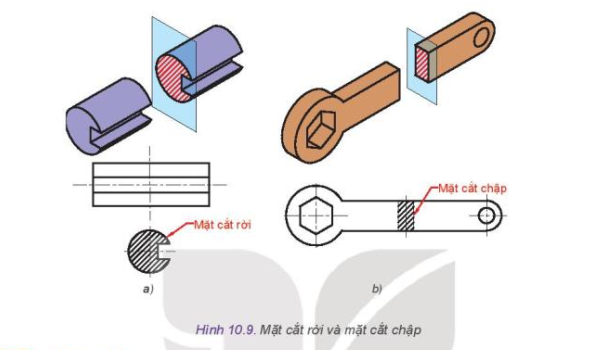 Mặt cắt chập
Mặt cắt rời
a)
b)
Hình 10.9. Mặt cắt rời và mặt cắt chập